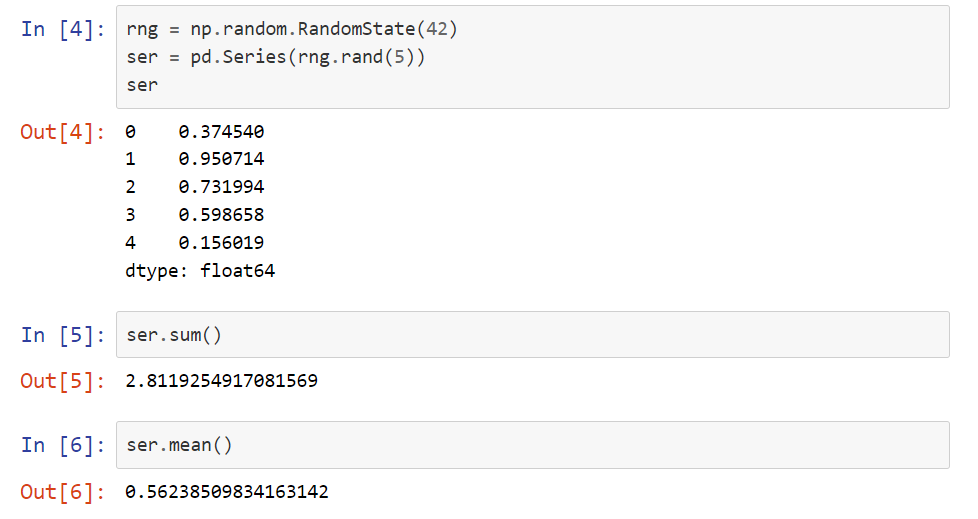 In [4]: rng = np.random.RandomState(42)
ser = pd.Series(rng.rand(5))
ser
Out[4]: 0    0.374540
1    0.950714
2    0.731994
3    0.598658
4    0.156019
dtype: float64
In [5]: ser.sum()
Out[5]: 2.8119254917081569
In [6]: ser.mean()
Out[6]: 0.56238509834163142